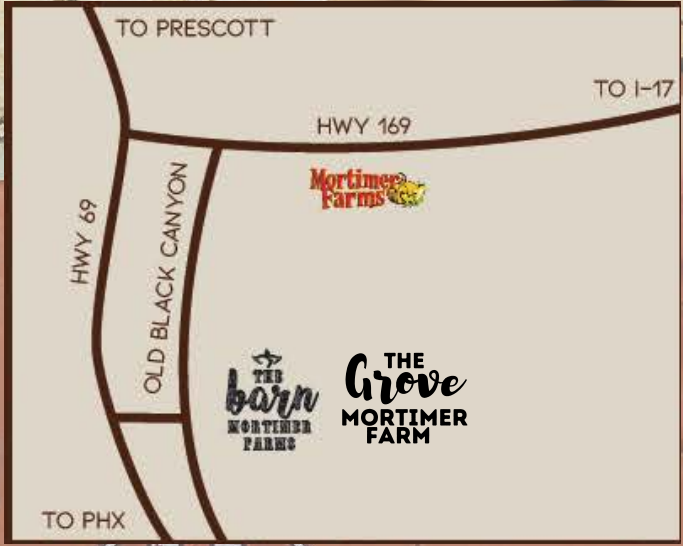 TO PRESCOTT
TO I-17
HWY 169
Mortimer
Farms
HWY 69
OLD BLACK CANYON
THE
barn
MORTIMER
FARMS
THE
Grove
MORTIMER
FARM
TO PHX